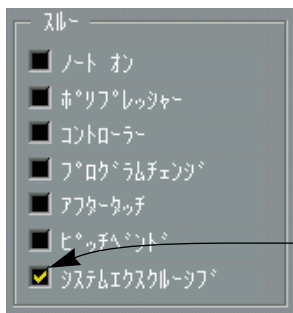 スルー
ノート オン
ポリプレッシャー
コントローラー
プログラムチェンジ
アフタータッチ
ピッチベンド
システムエクスクルーシブ